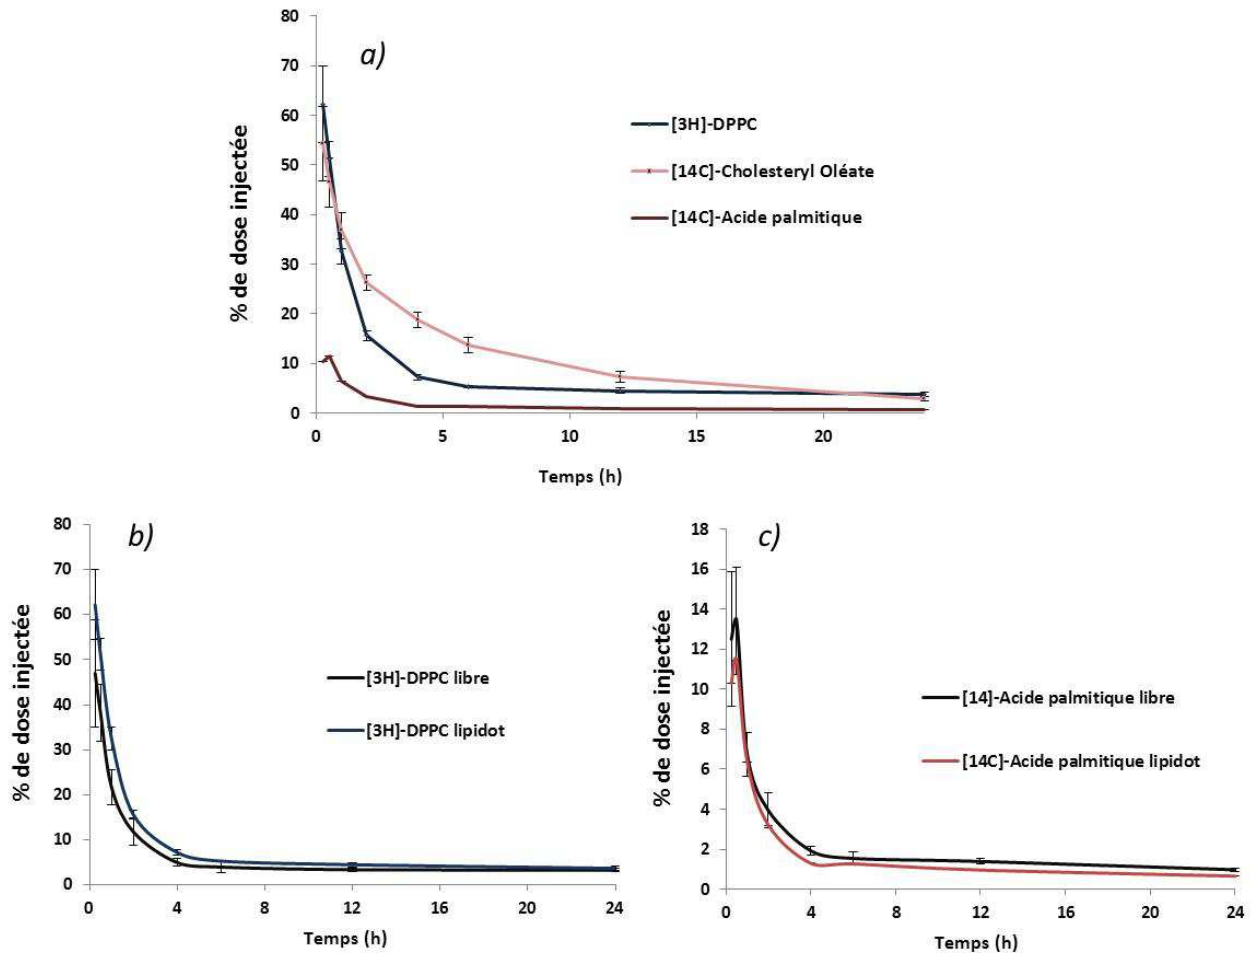 a)
% de dose injectée
80
70
60
50
40
30
20
10
0
0 5 10 15 20
Temps (h)
[3H]-DPPC
[14C]-Cholesteryl Oléate
[14C]-Acide palmitique
b)
% de dose injectée
80
70
60
50
40
30
20
10
0
0 4 8 12 16 20 24
Temps (h)
[3H]-DPPC libre
[3H]-DPPC lipidot
c)
% de dose injectée
18
16
14
12
10
8
6
4
2
0
0 4 8 12 16 20 24
Temps (h)
[14]-Acide palmitique libre
[14C]-Acide palmitique lipidot